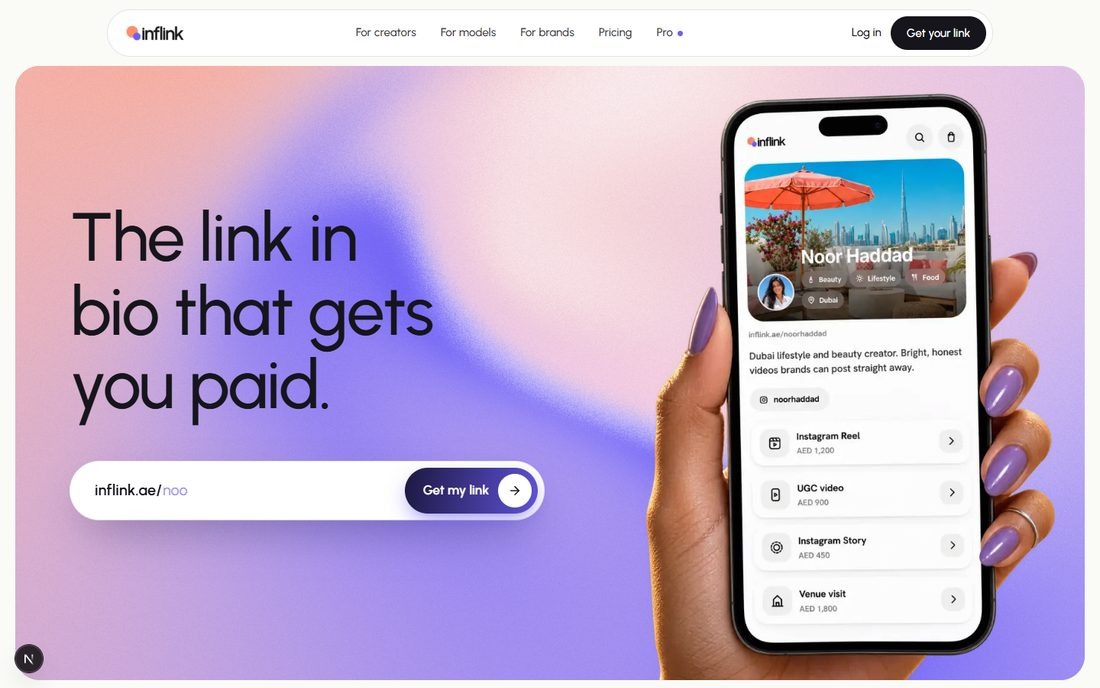 inflink
For creators
For models
For brands
Pricing
Pro
Log in
Get your link
The link in
bio that gets
you paid.
inflink.ae/noo
Get my link
inflink
Noor Haddad
Beauty
Lifestyle
Food
Dubai
inflink.ae/noorhaddad
Dubai lifestyle and beauty creator. Bright, honest
videos brands can post straight away.
noorhaddad
Instagram Reel
AED 1,200
UGC video
AED 900
Instagram Story
AED 450
Venue visit
AED 1,800
N